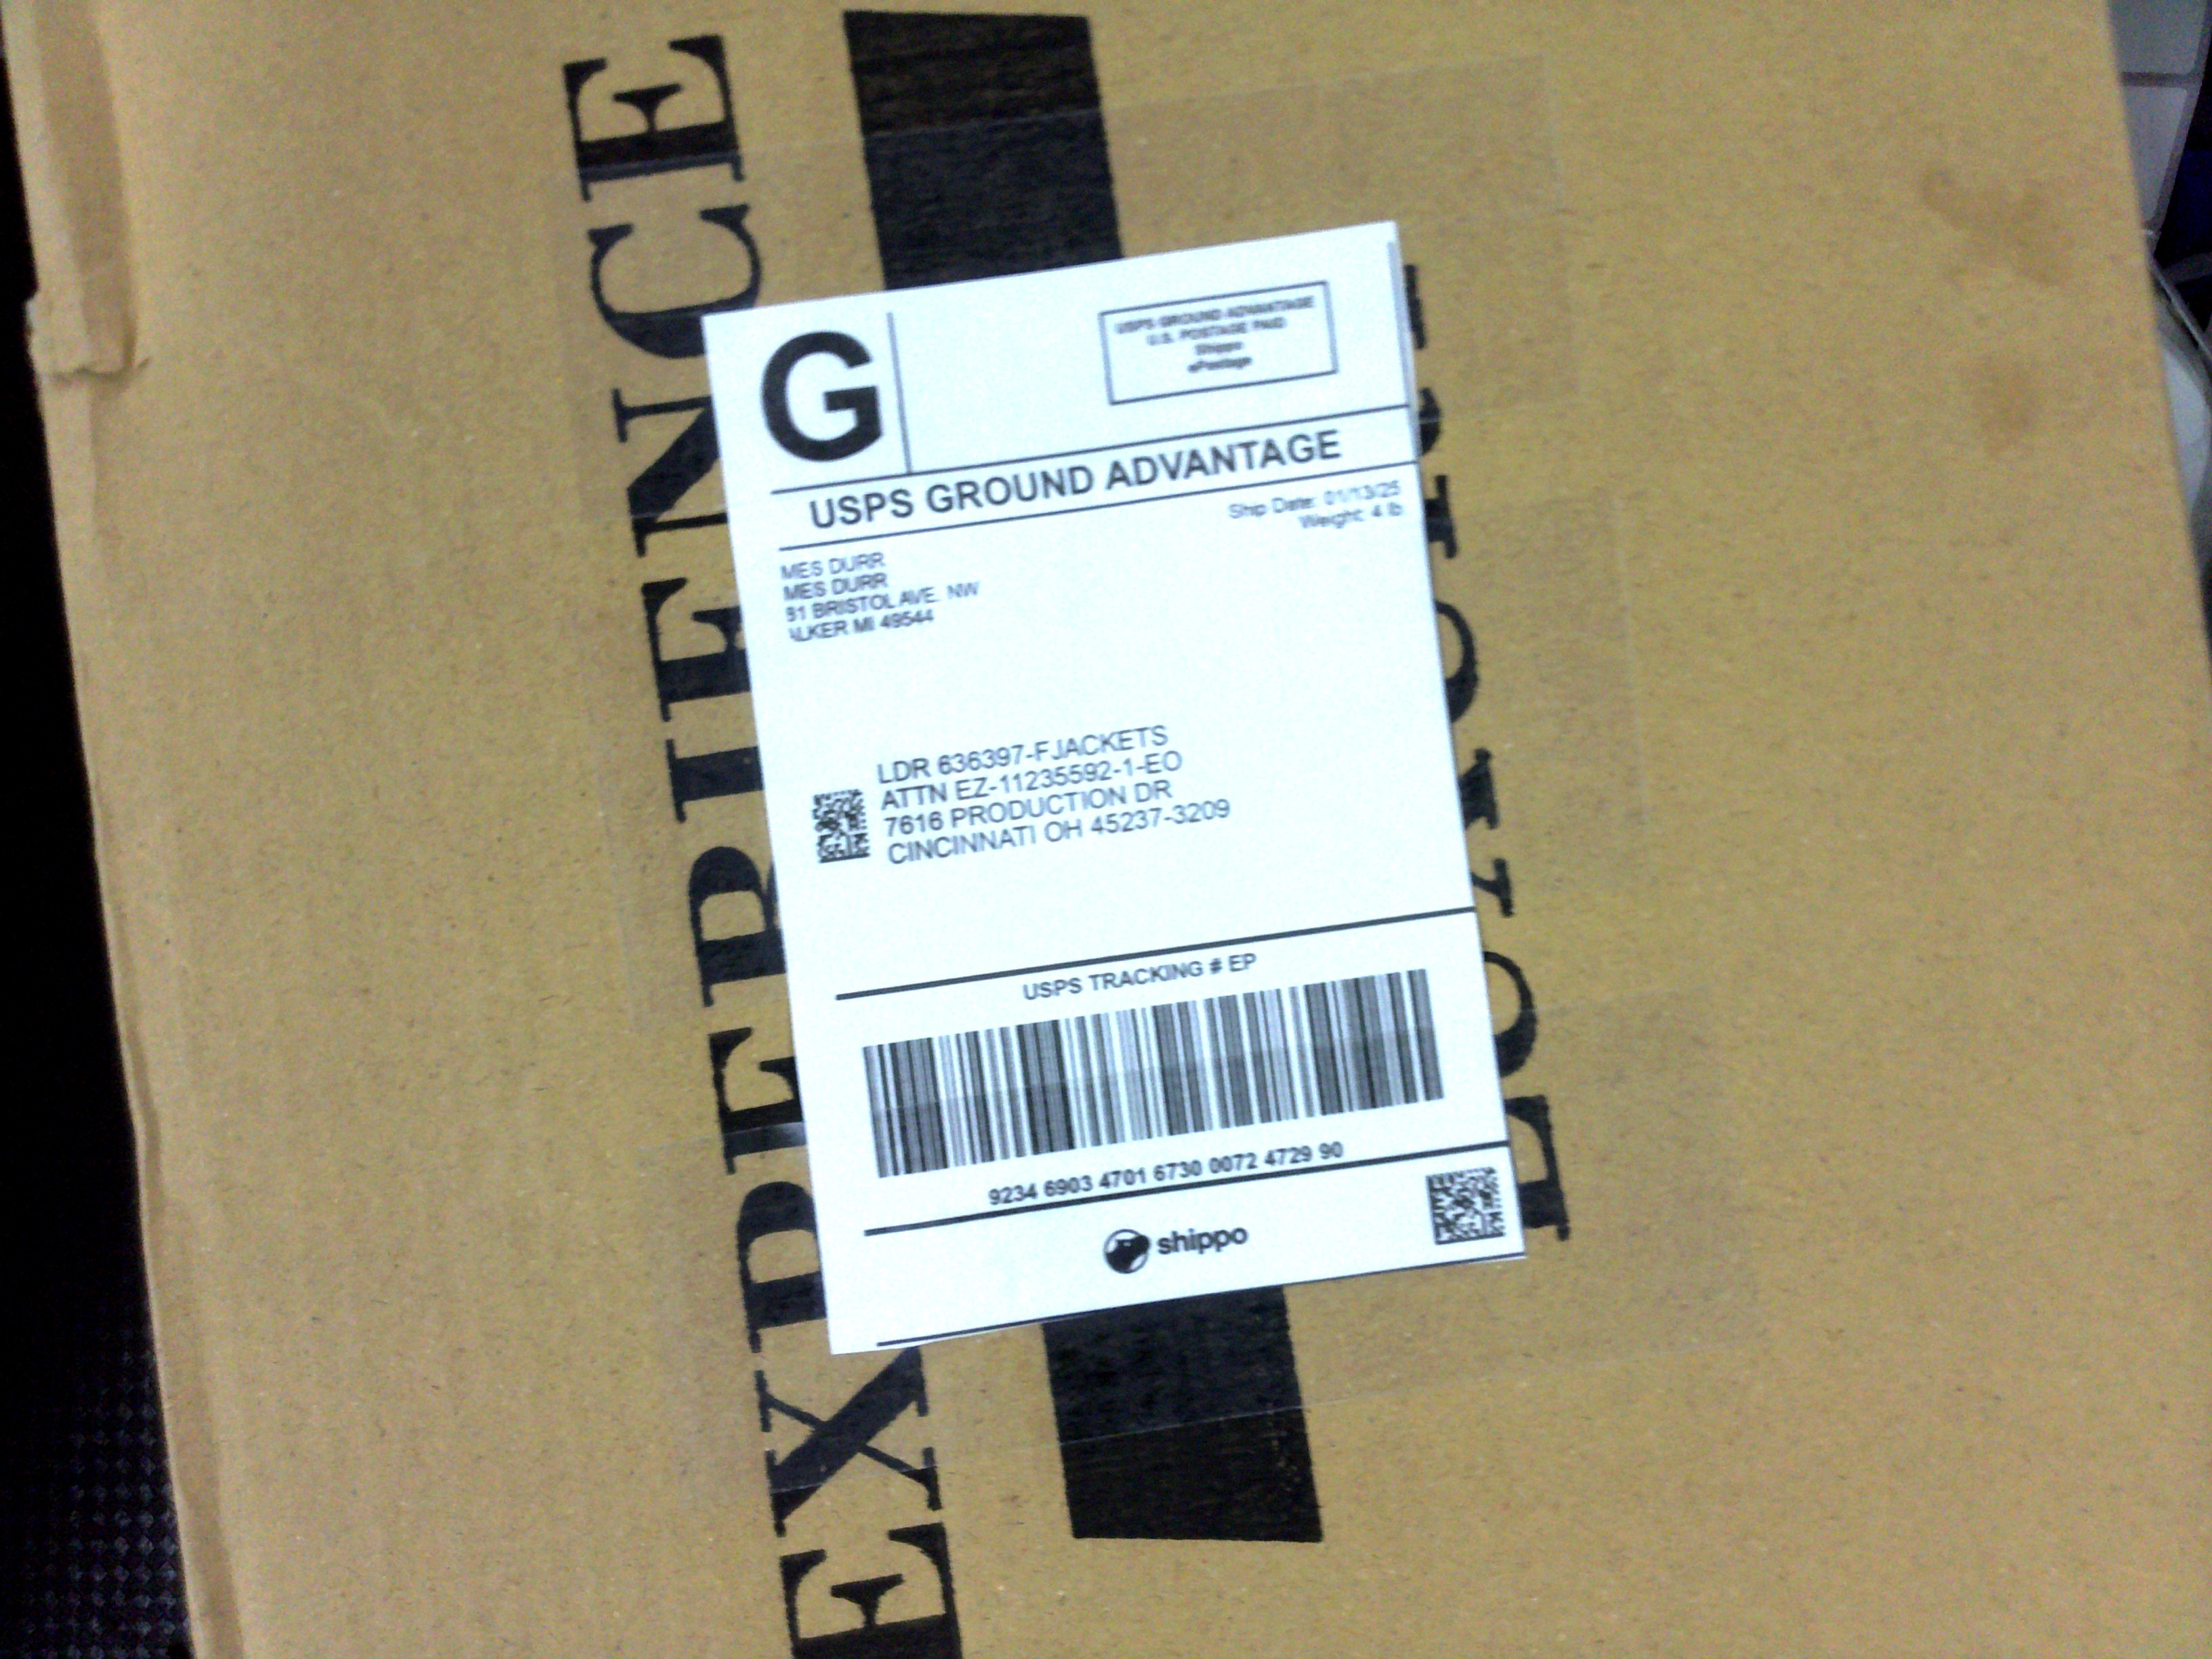 EXPERIENCE
G
USPS GROUND ADVANTAGE
U.S. POSTAGE PAID
Shippo
ePostage
USPS GROUND ADVANTAGE
Ship Date: 01/13/25
Weight: 4 lb
MES DURR
MES DURR
31 BRISTOL AVE. NW
ALKER MI 49544
LDR 636397-FJACKETS
ATTN EZ-11235592-1-EO
7616 PRODUCTION DR
CINCINNATI OH 45237-3209
USPS TRACKING # EP
9234 6903 4701 6730 0072 4729 90
shippo